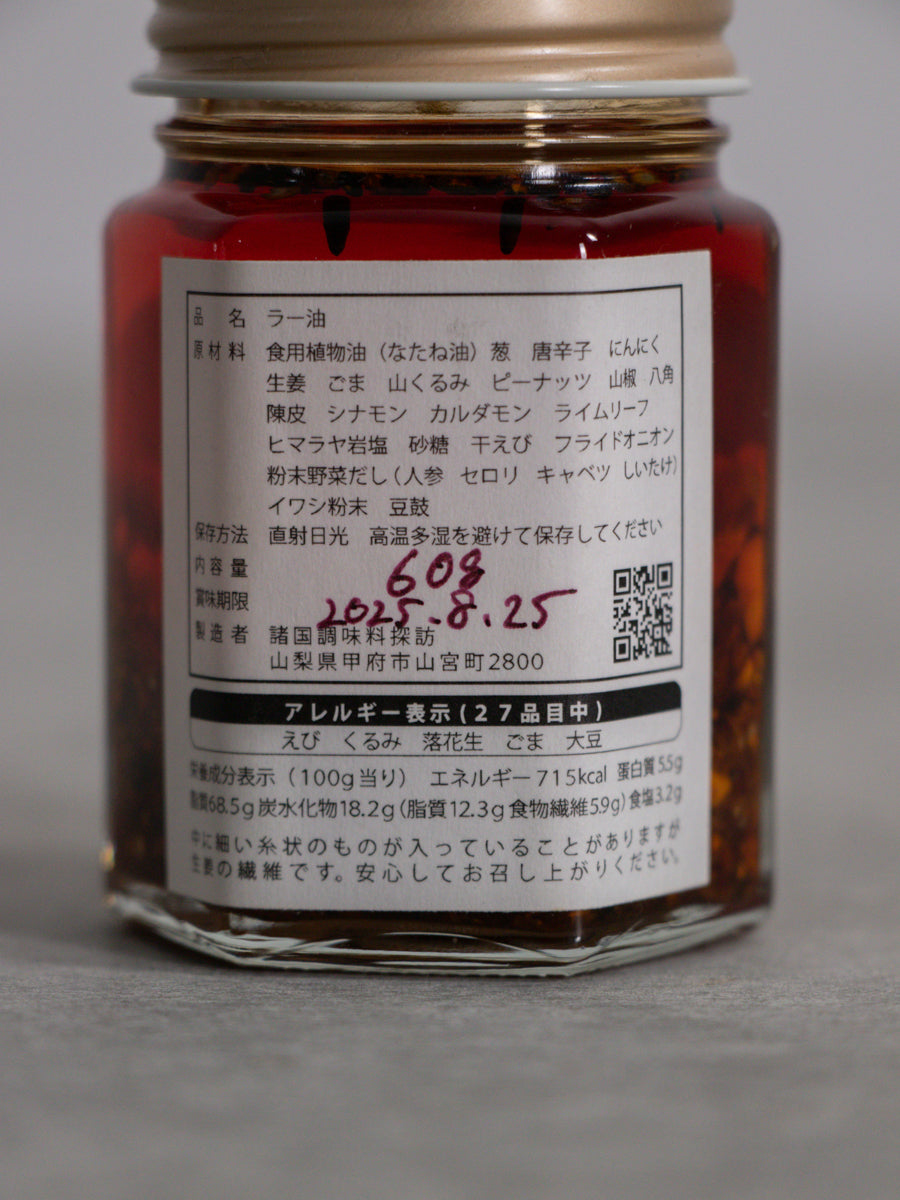 品名 ラー油
原材料 食用植物油（なたね油）葱 唐辛子 にんにく
生姜 ごま 山くるみ ピーナッツ 山椒 八角
陳皮 シナモン カルダモン ライムリーフ
ヒマラヤ岩塩 砂糖 干えび フライドオニオン
粉末野菜だし（人参 セロリ キャベツ しいたけ）
イワシ粉末 豆鼓
保存方法 直射日光 高温多湿を避けて保存してください
内容量 60g
賞味期限 2025.8.25
製造者 諸国調味料探訪
山梨県甲府市山宮町2800
アレルギー表示(27品目中)
えび くるみ 落花生 ごま 大豆
栄養成分表示（100g当り） エネルギー715kcal 蛋白質5.5g
脂質68.5g炭水化物18.2g（脂質12.3g食物繊維5.9g）食塩3.2g
中に細い糸状のものが入っていることがありますが
生姜の繊維です。安心してお召し上がりください。